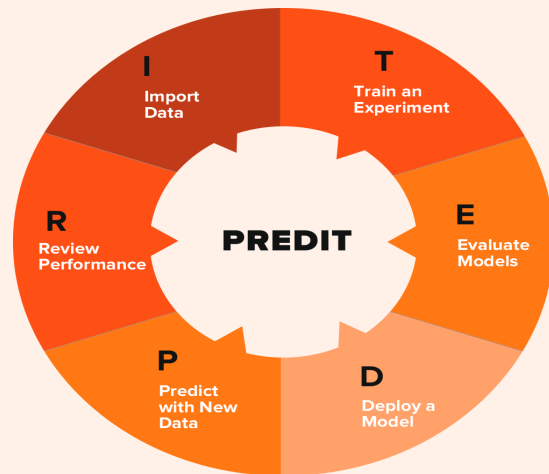 I
Import
Data
T
Train an
Experiment
R
Review
Performance
PREDIT
E
Evaluate
Models
P
Predict
with New
Data
D
Deploy a
Model